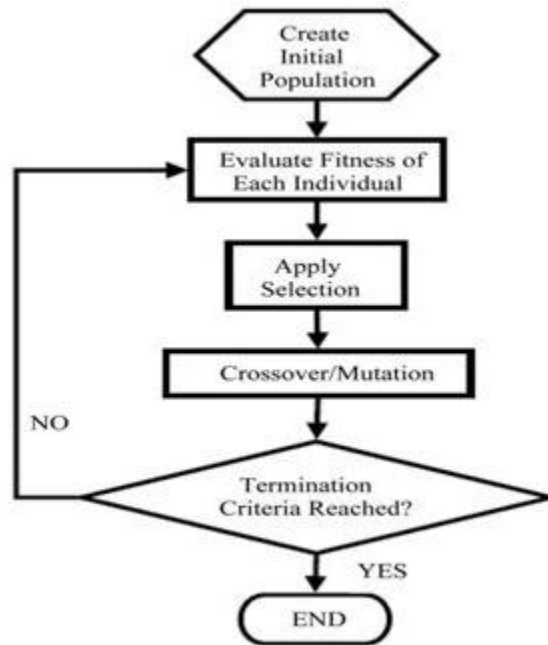 Create
Initial
Population
Evaluate Fitness of
Each Individual
Apply
Selection
Crossover/Mutation
NO
Termination
Criteria Reached?
YES
END